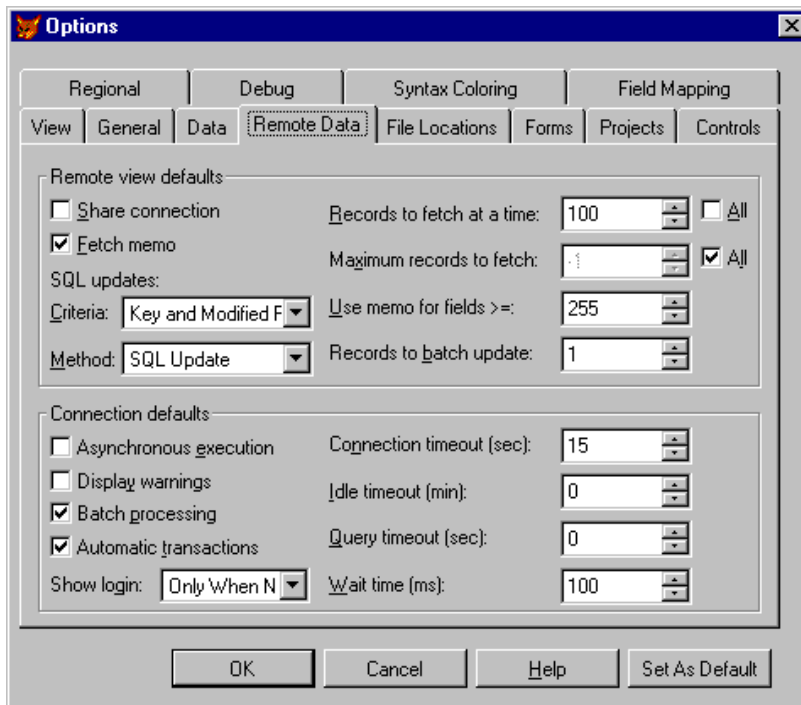 Options
Regional Debug Syntax Coloring Field Mapping
View General Data Remote Data File Locations Forms Projects Controls
Remote view defaults
Share connection
Records to fetch at a time: 100 All
Fetch memo
Maximum records to fetch: -1 All
SQL updates:
Criteria: Key and Modified F
Use memo for fields >=: 255
Method: SQL Update
Records to batch update: 1
Connection defaults
Asynchronous execution
Connection timeout (sec): 15
Display warnings
Idle timeout (min): 0
Batch processing
Query timeout (sec): 0
Automatic transactions
Show login: Only When N
Wait time (ms): 100
OK Cancel Help Set As Default